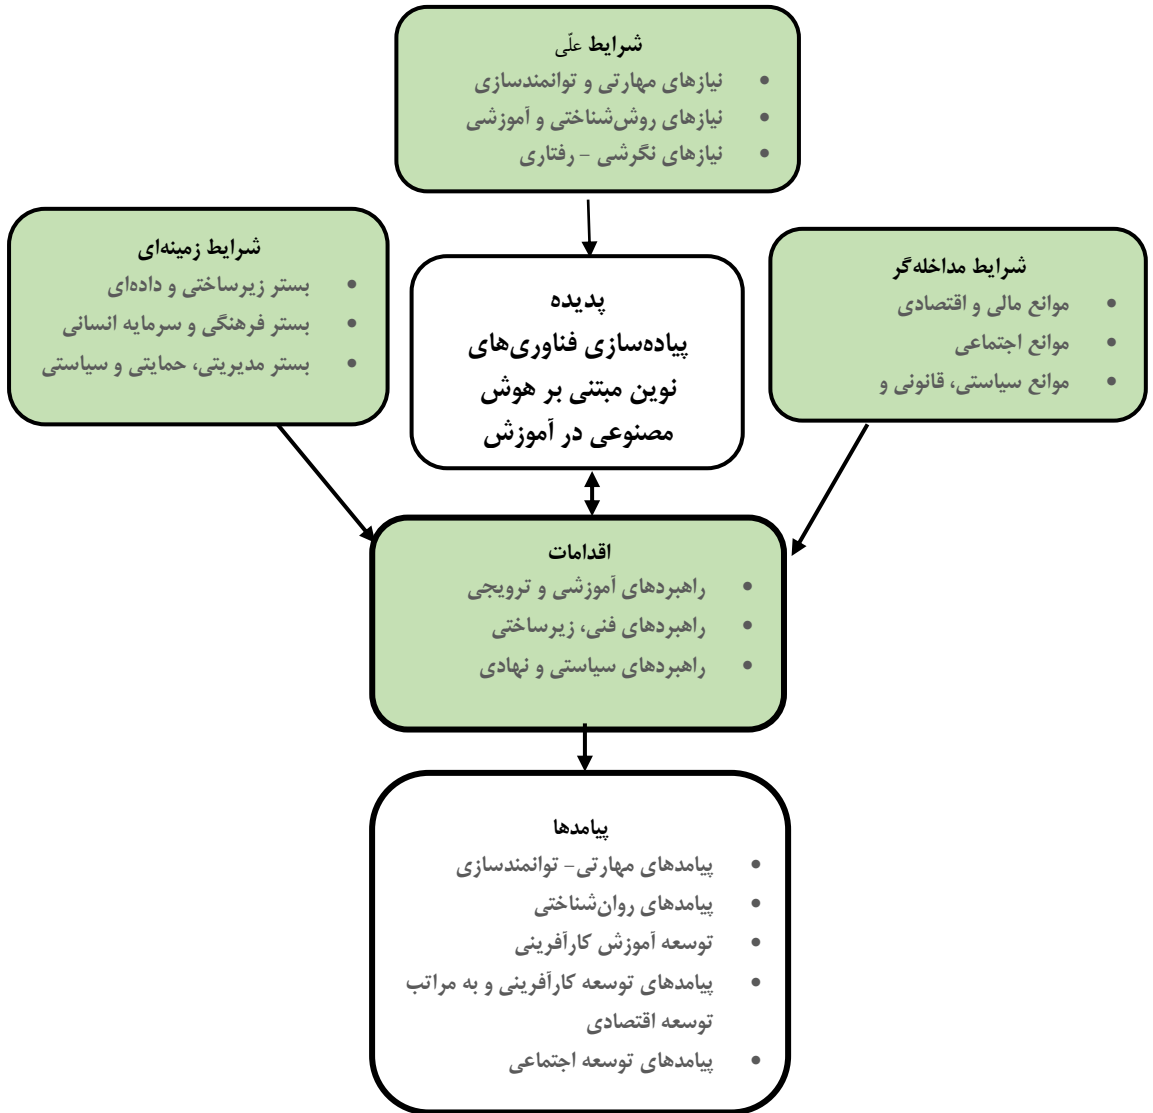 شرایط علّی
• نیازهای مهارتی و توانمندسازی
• نیازهای روش‌شناختی و آموزشی
• نیازهای نگرشی - رفتاری
شرایط مداخله‌گر
• موانع مالی و اقتصادی
• موانع اجتماعی
• موانع سیاستی، قانونی و
پدیده
پیاده‌سازی فناوری‌های
نوین مبتنی بر هوش
مصنوعی در آموزش
شرایط زمینه‌ای
• بستر زیرساختی و داده‌ای
• بستر فرهنگی و سرمایه انسانی
• بستر مدیریتی، حمایتی و سیاستی
اقدامات
• راهبردهای آموزشی و ترویجی
• راهبردهای فنی، زیرساختی
• راهبردهای سیاستی و نهادی
پیامدها
• پیامدهای مهارتی- توانمندسازی
• پیامدهای روان‌شناختی
• توسعه آموزش کارآفرینی
• پیامدهای توسعه کارآفرینی و به مراتب
توسعه اقتصادی
• پیامدهای توسعه اجتماعی